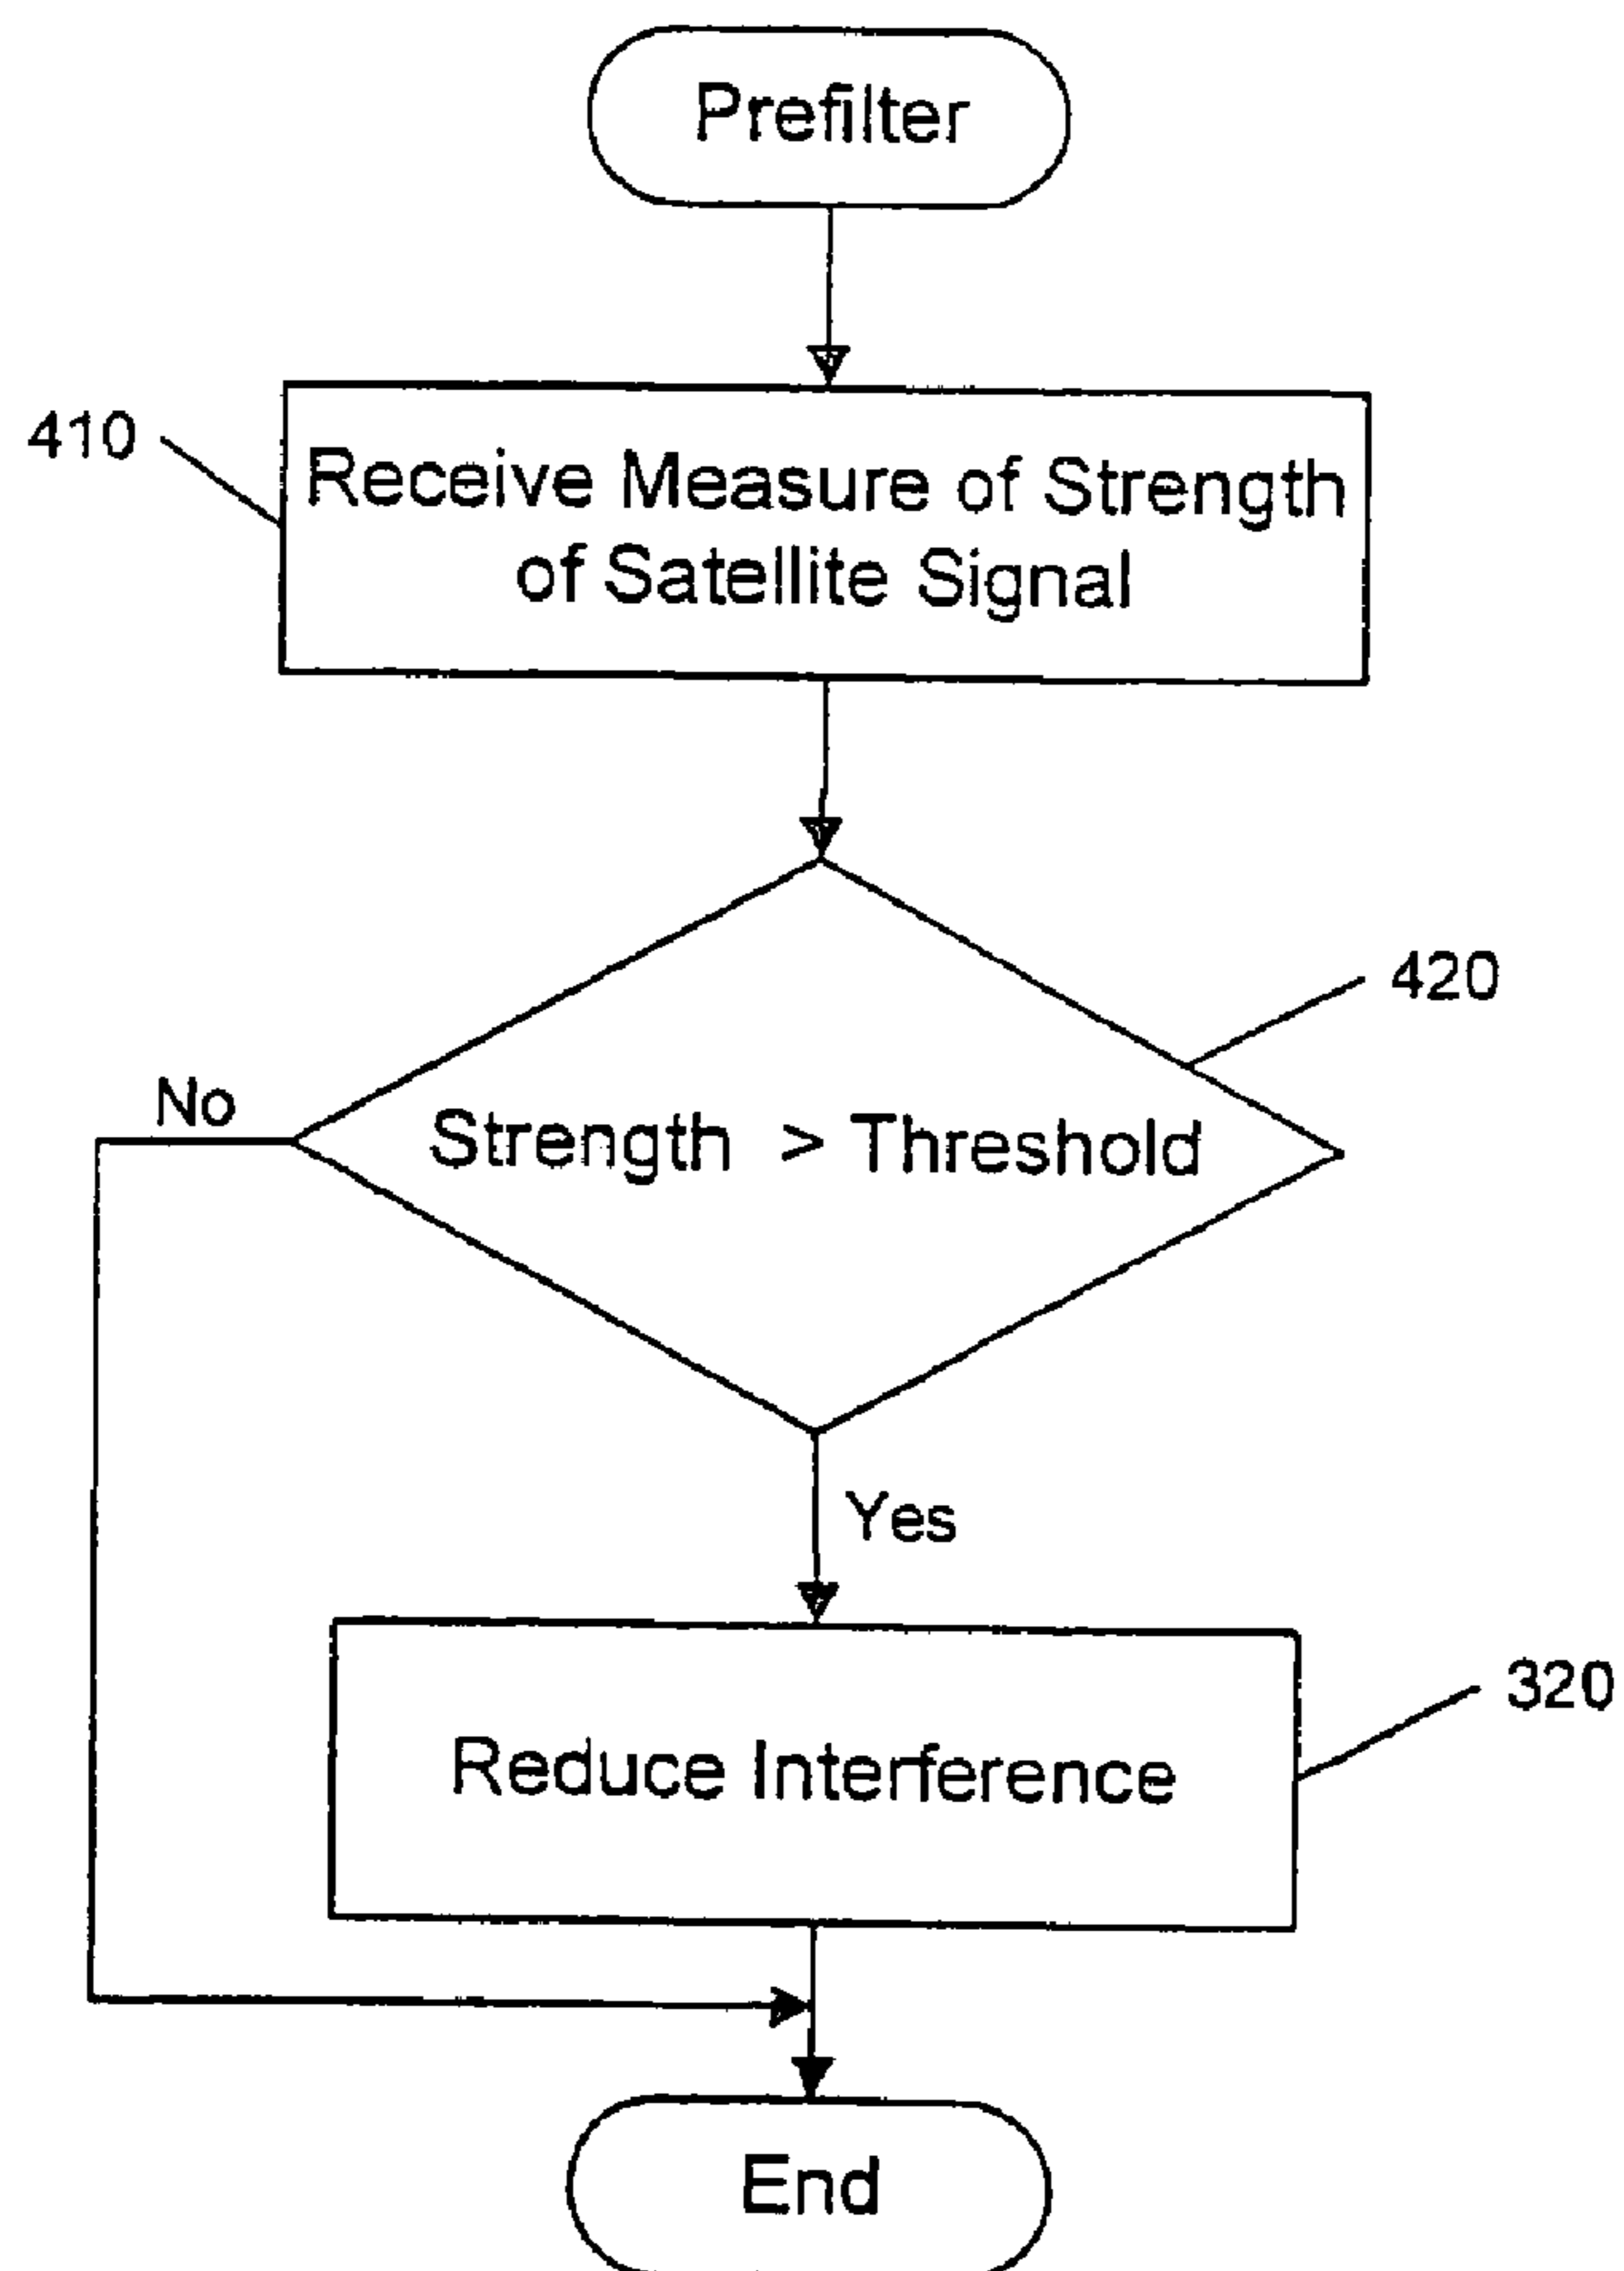 Prefilter
410
Receive Measure of Strength
of Satellite Signal
420
No
Strength > Threshold
Yes
320
Reduce Interference
End